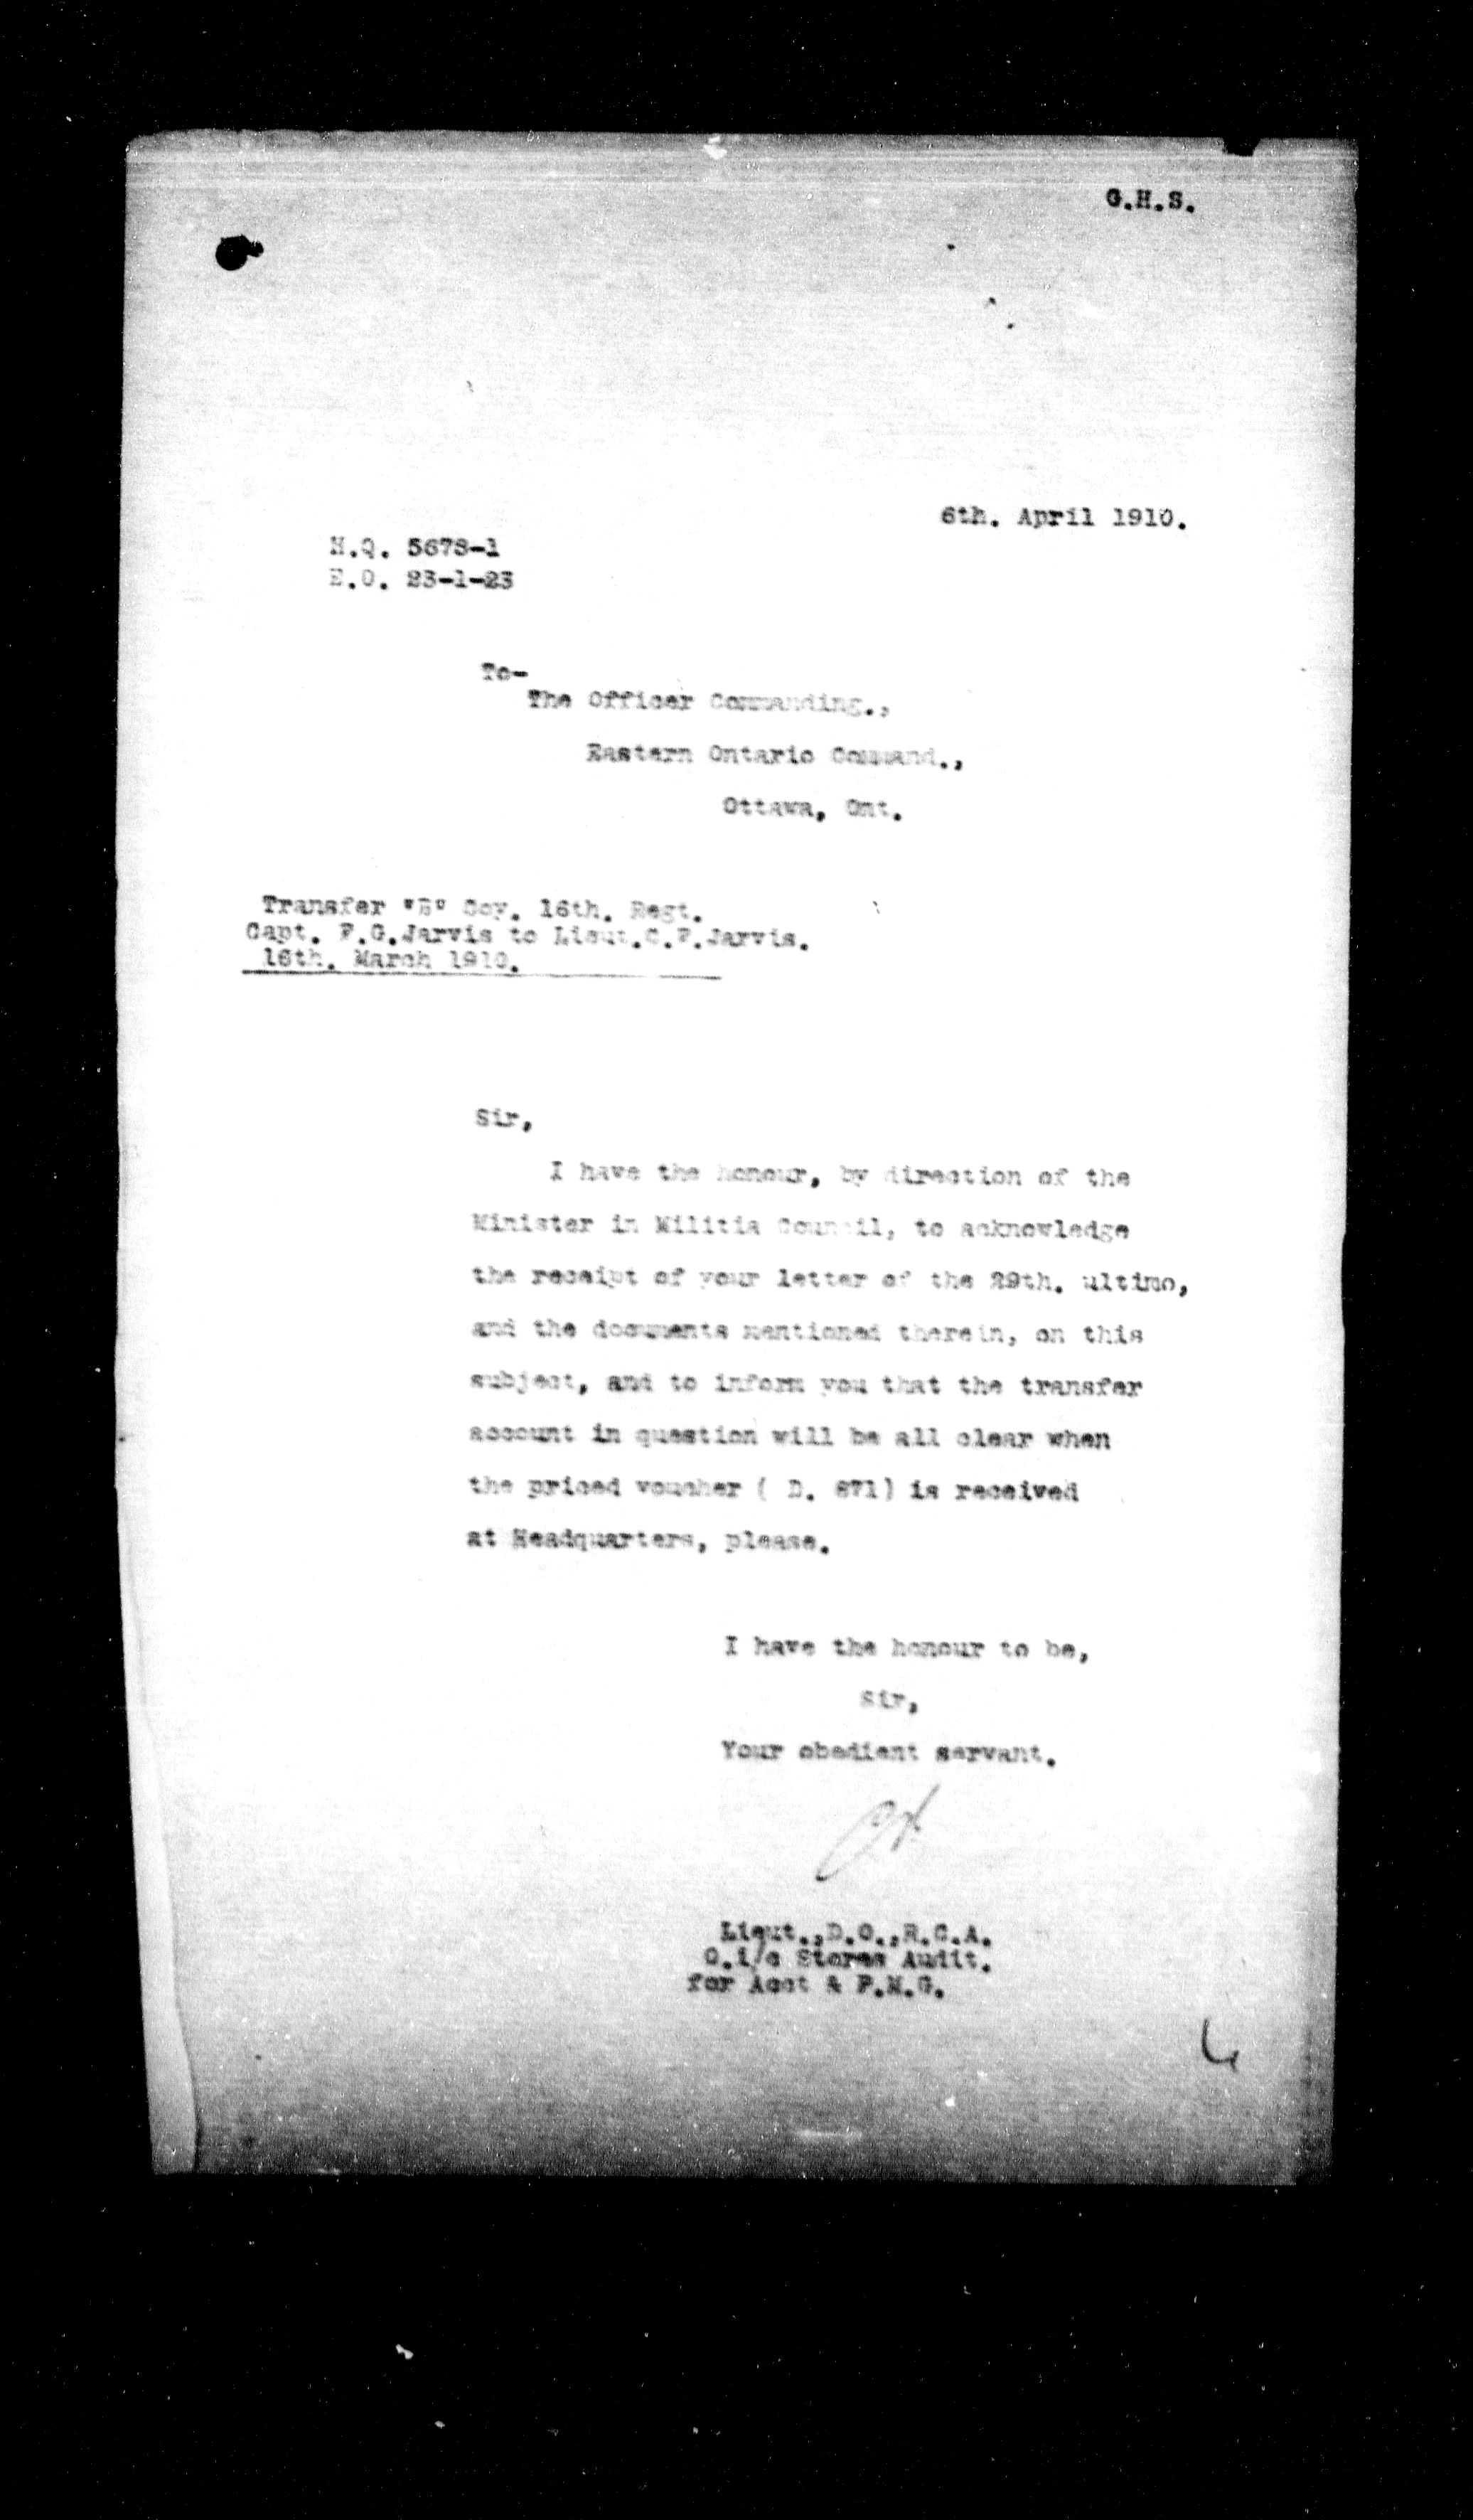 G.H.S.
6th. April 1910.
H.Q. 5678-1
E.O. 23-1-23
To-
The Officer Commanding.,
Eastern Ontario Command.,
Ottawa, Ont.
Transfer Coy. 16th. Regt.
Capt. F.G.Jarvis to Lieut.C.F.Jarvis.
16th. March 1910.
Sir,
I have the honour, by direction of the
Minister in Militia Council, to acknowledge
the receipt of your letter of the 29th. ultimo,
and the documents mentioned therein, on this
subject, and to inform you that the transfer
account in question will be all clear when
the priced voucher ( D. 871) is received
at Headquarters, please.
I have the honour to be,
Sir,
Your obedient servant.
Lieut.,D.O.,R.C.A.
O.i/c Stores Audit.
for Acct & P.M.G.